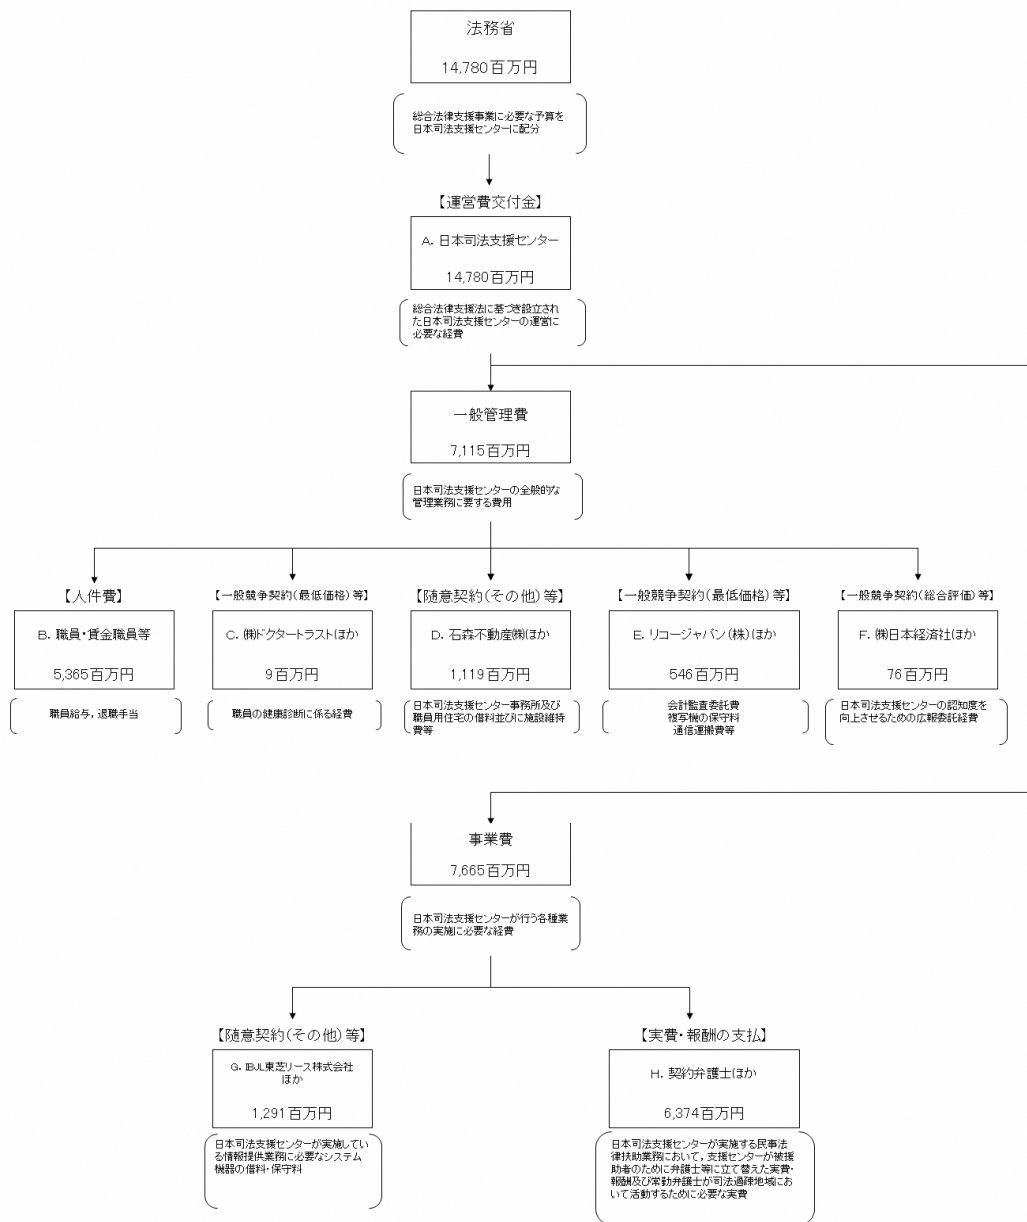 法務省
14,780百万円
総合法律支援事業に必要な予算を
日本司法支援センターに配分
【運営費交付金】
A. 日本司法支援センター
14,780百万円
総合法律支援法に基づき設立され
た日本司法支援センターの運営に
必要な経費
一般管理費
7,115百万円
日本司法支援センターの全般的な
管理業務に要する費用
【人件費】
B. 職員・賃金職員等
5,365百万円
職員給与，退職手当
【一般競争契約(最低価格)等】
C. ㈱ドクタートラストほか
9百万円
職員の健康診断に係る経費
【随意契約(その他)等】
D. 石森不動産㈱ほか
1,119百万円
日本司法支援センター事務所及び
職員用住宅の借料並びに施設維持
費等
【一般競争契約(最低価格)等】
E. リコージャパン(株)ほか
546百万円
会計監査委託費
複写機の保守料
通信運搬費等
【一般競争契約(総合評価)等】
F. ㈱日本経済社ほか
76百万円
日本司法支援センターの認知度を
向上させるための広報委託経費
事業費
7,665百万円
日本司法支援センターが行う各種業
務の実施に必要な経費
【随意契約(その他)等】
G. IBJL東芝リース株式会社
ほか
1,291百万円
日本司法支援センターが実施してい
る情報提供業務に必要なシステム
機器の借料・保守料
【実費・報酬の支払】
H. 契約弁護士ほか
6,374百万円
日本司法支援センターが実施する民事法
律扶助業務において，支援センターが被援
助者のために弁護士等に立て替えた実費・
報酬及び常勤弁護士が司法過疎地域にお
いて活動するために必要な実費